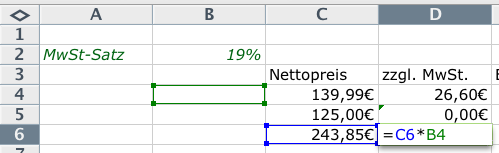 A B C D
1
2 MwSt-Satz 19%
3 Nettopreis zzgl. MwSt.
4 139,99€ 26,60€
5 125,00€ 0,00€
6 243,85€ =C6*B4